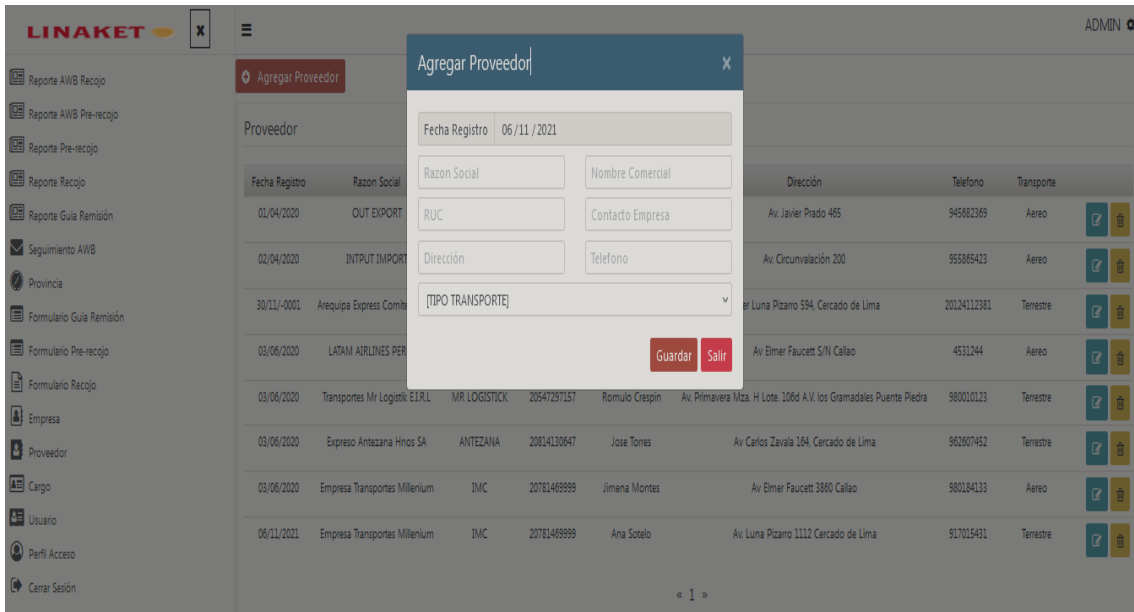 LINAKET
x
ADMIN
Reporte AWB Recojo
Reporte AWB Pre-recojo
Reporte Pre-recojo
Reporte Recojo
Reporte Guia Remisión
Seguimiento AWB
Provincia
Formulario Guia Remisión
Formulario Pre-recojo
Formulario Recojo
Empresa
Proveedor
Cargo
Usuario
Perfil Acceso
Cerrar Sesión
Agregar Proveedor
Proveedor
Agregar Proveedor
×
Fecha Registro 06/11/2021
Razon Social Nombre Comercial
RUC Contacto Empresa
Dirección Telefono
[TIPO TRANSPORTE]
Guardar Salir
Fecha Registro Razon Social Dirección Telefono Transporte
01/04/2020 OUT EXPORT Av. Javier Prado 465 945682369 Aereo
02/04/2020 INTPUT IMPORT Av. Circunvalación 200 955865423 Aereo
30/11/-0001 Arequipa Express Comite er Luna Pizarro 594, Cercado de Lima 20124112381 Terrestre
03/06/2020 LATAM AIRLINES PER Av Elmer Faucett S/N Callao 4531244 Aereo
03/06/2020 Transportes Mr Logistik E.I.R.L MR LOGISTICK 20547297157 Romulo Crespin Av. Primavera Mza. H Lote. 106d A.V. los Gramadales Puente Piedra 980010123 Terrestre
03/06/2020 Expreso Antezana Hnos SA ANTEZANA 20814130647 Jose Torres Av Carlos Zavala 164, Cercado de Lima 962607452 Terrestre
03/06/2020 Empresa Transportes Millenium IMC 20781469999 Jimena Montes Av Elmer Faucett 3860 Callao 980184133 Aereo
06/11/2021 Empresa Transportes Millenium IMC 20781469999 Ana Sotelo Av. Luna Pizarro 1112 Cercado de Lima 917015431 Terrestre
« 1 »